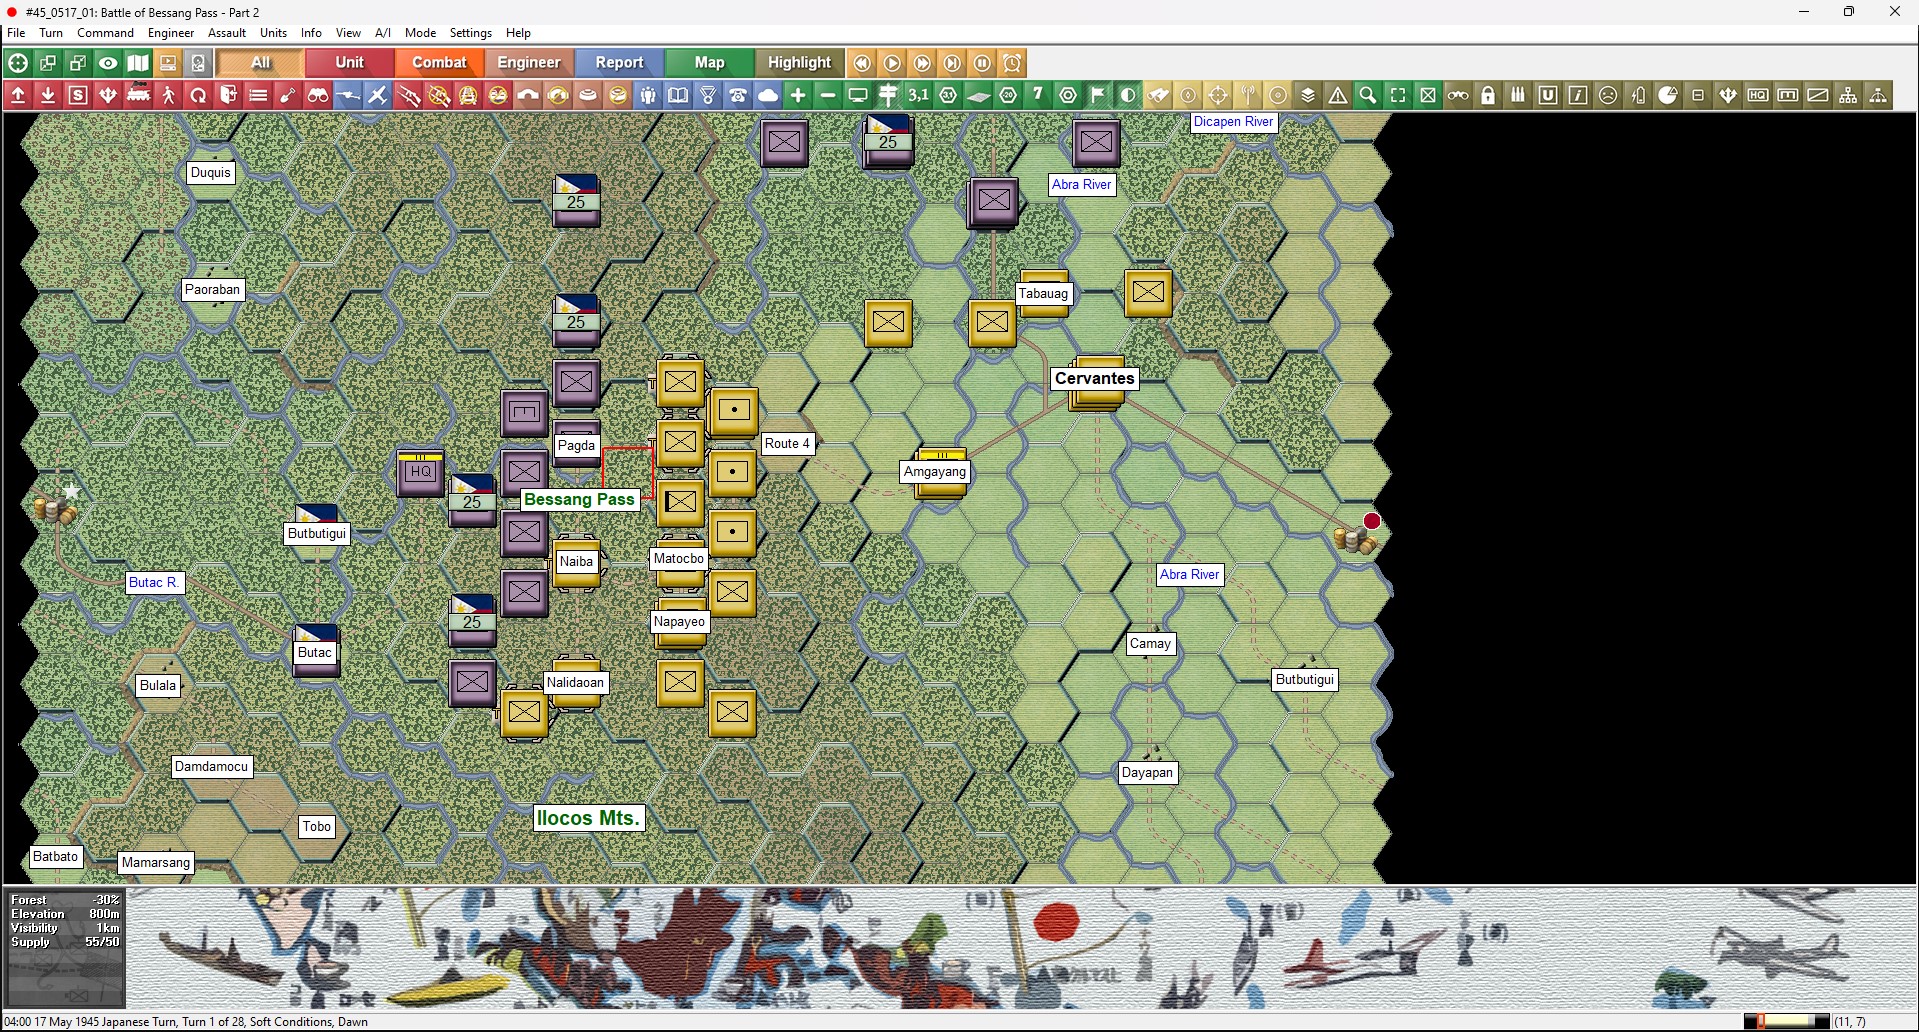 #45_0517_01: Battle of Bessang Pass - Part 2
File Turn Command Engineer Assault Units Info View A/I Mode Settings Help
All Unit Combat Engineer Report Map Highlight
Dicapen River
25
Duquis
Abra River
25
Paoraban
Tabauag
25
Cervantes
Pagda
Route 4
HQ
Amgayang
25
Bessang Pass
Butbutigui
Naiba
Matocbo
Butac R.
Abra River
25
Napayeo
Camay
Butac
Bulala
Nalidaoan
Butbutigui
Damdamocu
Dayapan
Ilocos Mts.
Tobo
Batbato
Mamarsang
Forest -30%
Elevation 800m
Visibility 1km
Supply 55/50
04:00 17 May 1945 Japanese Turn, Turn 1 of 28, Soft Conditions, Dawn
(11, 7)